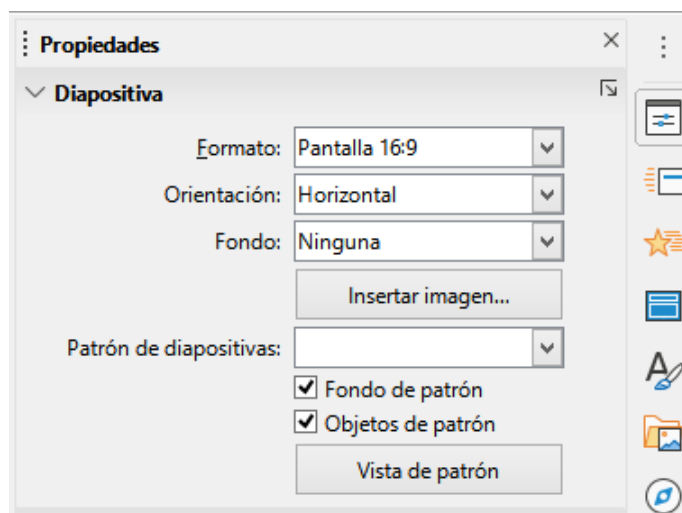 Propiedades
Diapositiva
Formato: Pantalla 16:9
Orientación: Horizontal
Fondo: Ninguna
Insertar imagen...
Patrón de diapositivas:
Fondo de patrón
Objetos de patrón
Vista de patrón